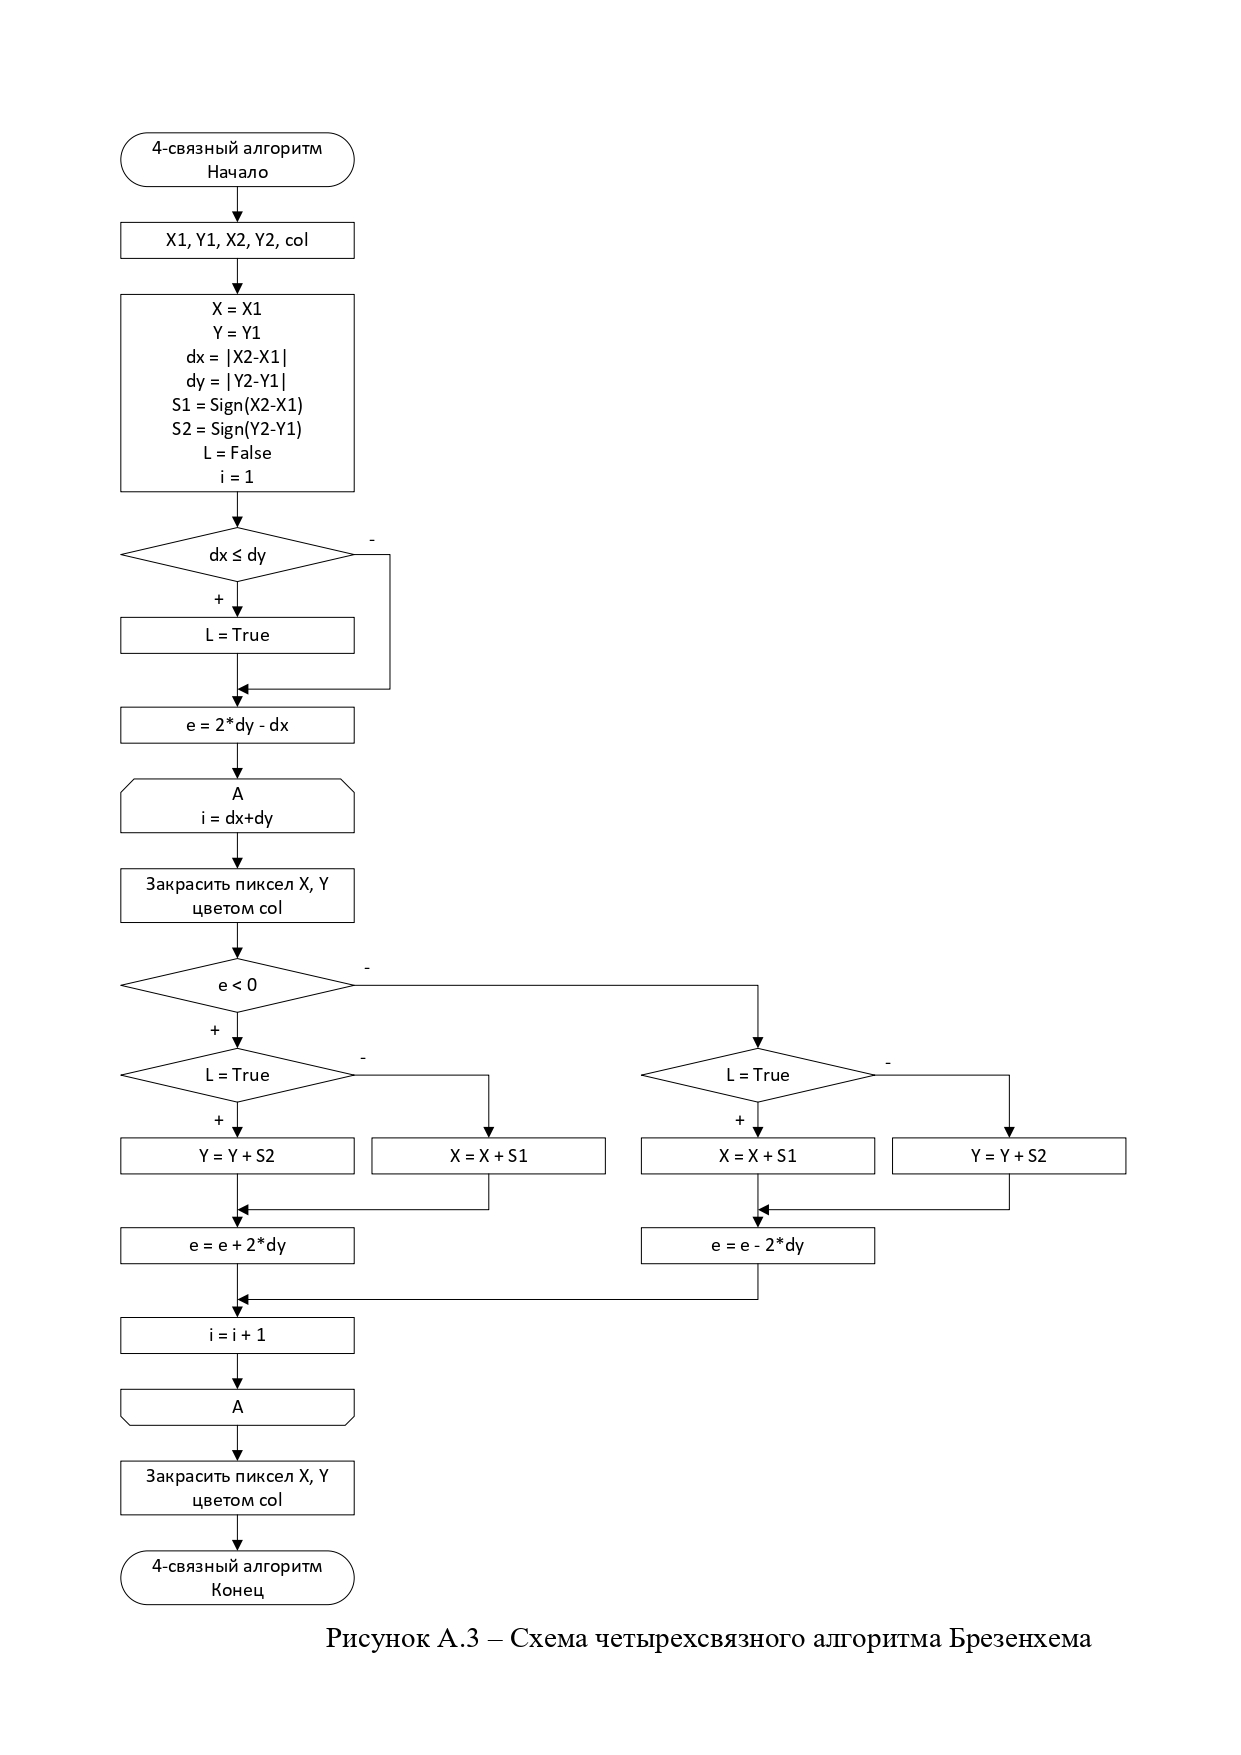 4-связный алгоритм
Начало
X1, Y1, X2, Y2, col
X = X1
Y = Y1
dx = |X2-X1|
dy = |Y2-Y1|
S1 = Sign(X2-X1)
S2 = Sign(Y2-Y1)
L = False
i = 1
dx ≤ dy
-
+
L = True
e = 2*dy - dx
A
i = dx+dy
Закрасить пиксел X, Y
цветом col
e < 0
-
+
L = True
-
L = True
-
+
+
Y = Y + S2
X = X + S1
X = X + S1
Y = Y + S2
e = e + 2*dy
e = e - 2*dy
i = i + 1
A
Закрасить пиксел X, Y
цветом col
4-связный алгоритм
Конец
Рисунок А.3 – Схема четырехсвязного алгоритма Брезенхема